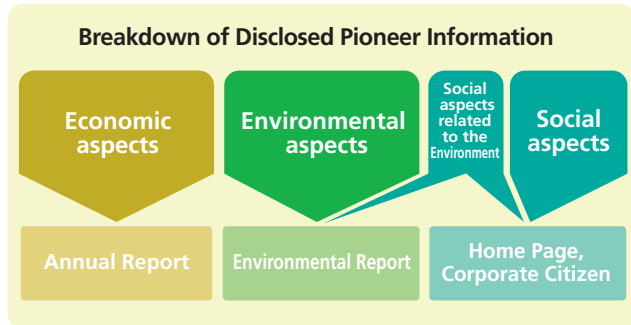 Breakdown of Disclosed Pioneer Information
Economic
aspects
Environmental
aspects
Social
aspects
related
to the
Environment
Social
aspects
Annual Report
Environmental Report
Home Page,
Corporate Citizen